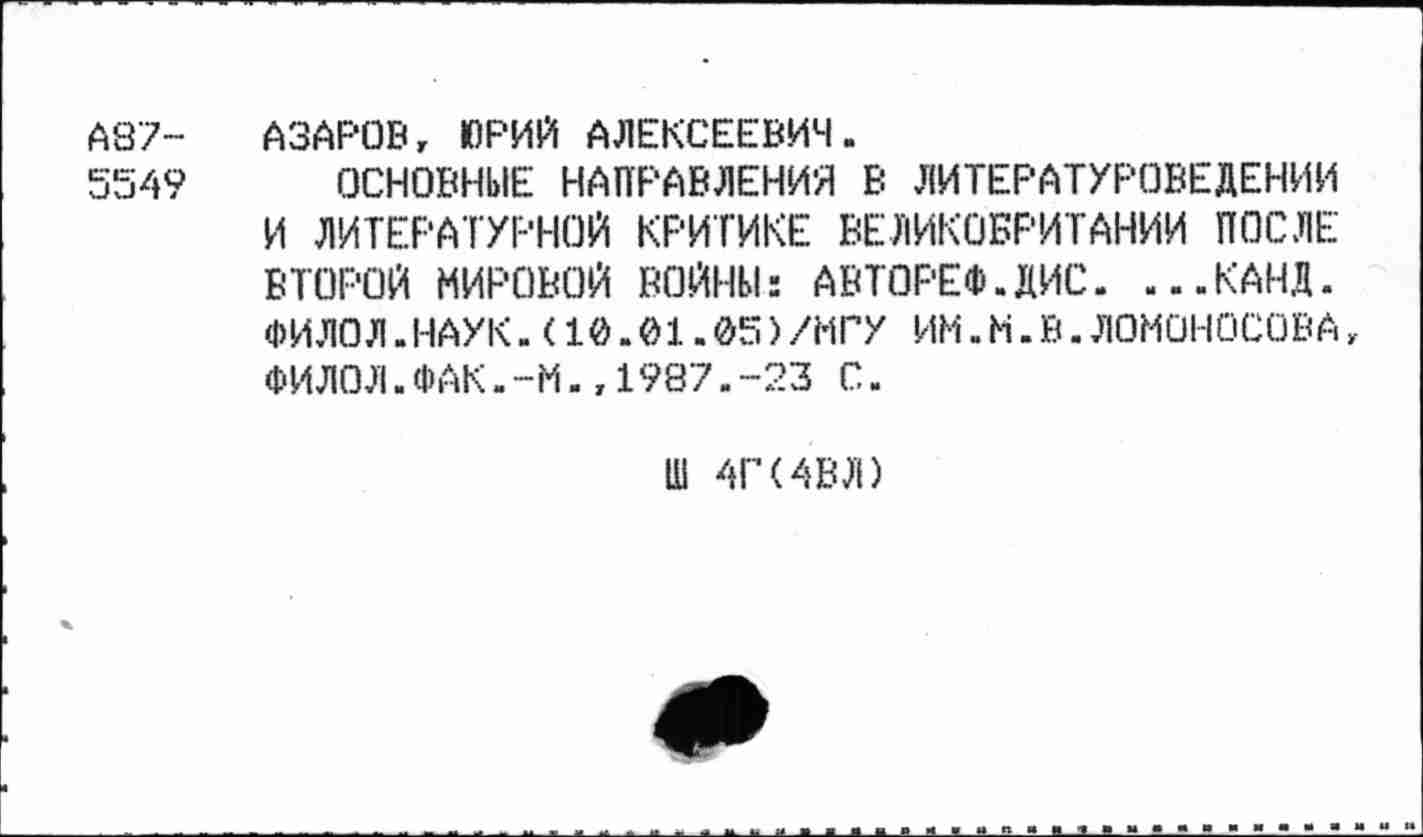 А87- АЗАРОВ, ЮРИЙ АЛЕКСЕЕВИЧ.
5549 ОСНОВНЫЕ НАПРАВЛЕНИЯ В ЛИТЕРАТУРОВЕДЕНИИ
И ЛИТЕРАТУРНОЙ КРИТИКЕ ВЕЛИКОБРИТАНИИ ПОСЛЕ
ВТОРОЙ МИРОВОЙ ВОЙНЫ: АВТОРЕФ.ДИС. ...КАНД.
ФИЛОЛ.НАУК.(10.01.05)/МГУ ИМ.М.В.ЛОМОНОСОВА,
ФИЛОЛ.ФАК.-М.,1987.-23 С.
Ш 4Г(4ВЛ)